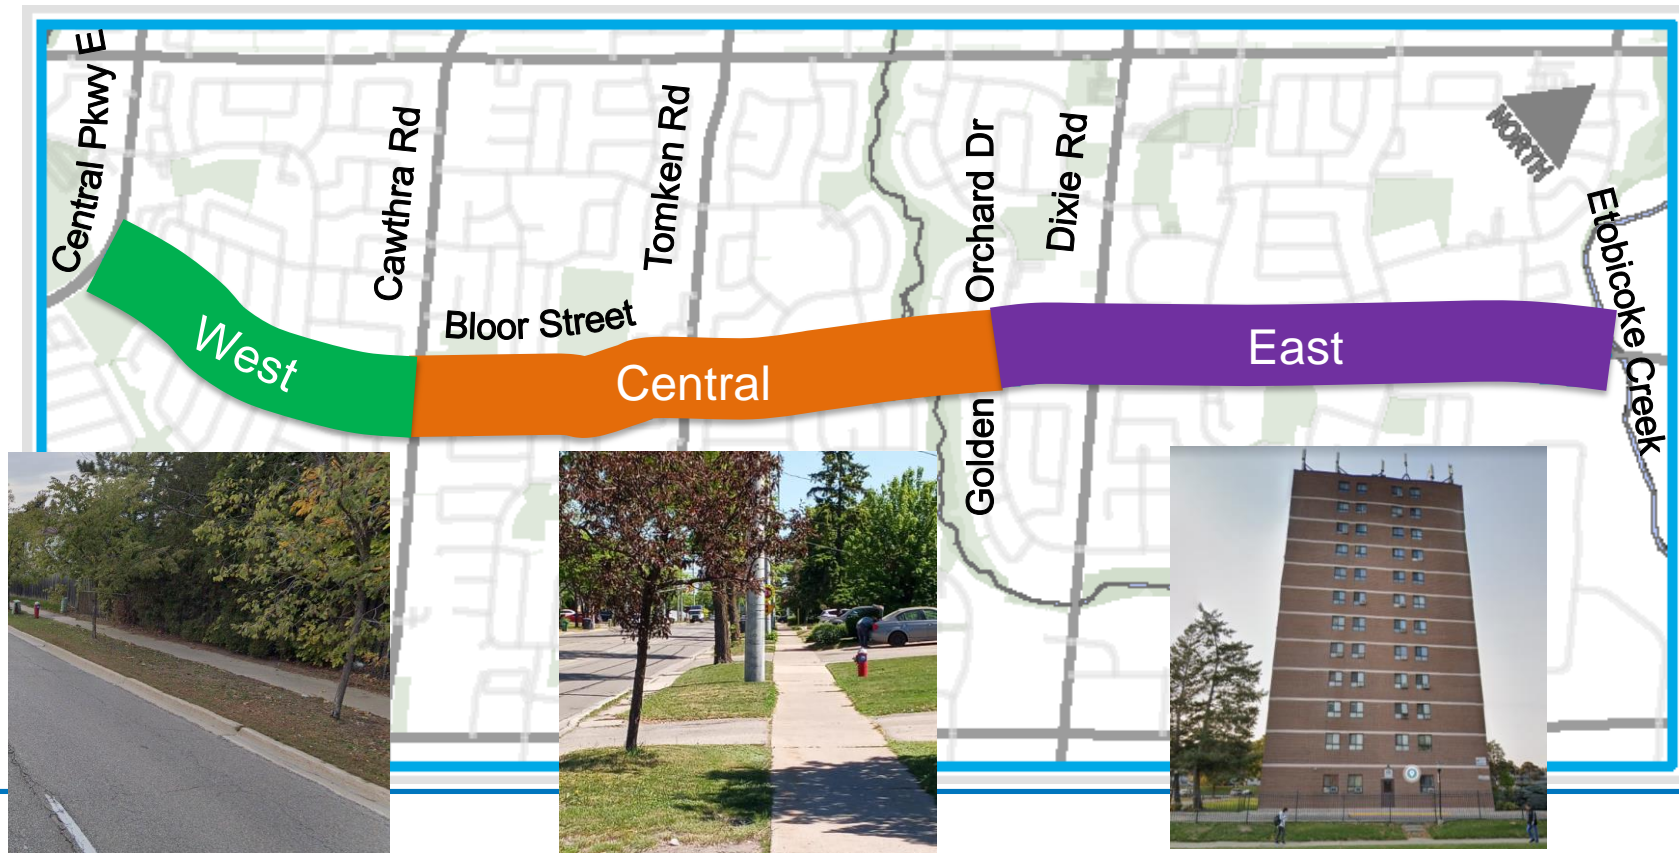 Central Pkwy E
Cawthra Rd
Tomken Rd
Golden Orchard Dr
Dixie Rd
NORTH
Etobicoke Creek
Bloor Street
West
Central
East